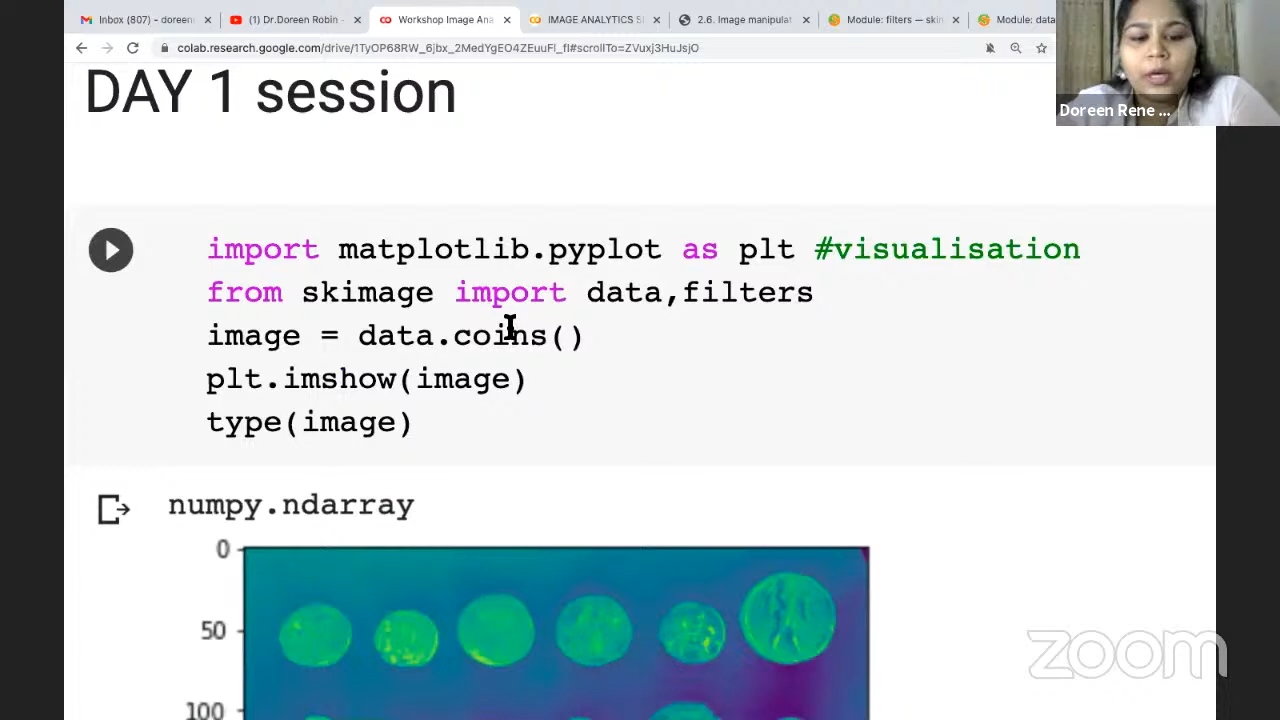 Inbox (807) - doreen
(1) Dr.Doreen Robin -
Workshop Image Ana
IMAGE ANALYTICS S
2.6. Image manipulat
Module: filters — skin
Module: data
colab.research.google.com/drive/1TyOP68RW_6jbx_2MedYgEO4ZEuuFl_fI#scrollTo=ZVuxj3HuJsjO
Doreen Rene ...
DAY 1 session
import matplotlib.pyplot as plt #visualisation
from skimage import data,filters
image = data.coins()
plt.imshow(image)
type(image)
numpy.ndarray
0
50
100
zoom